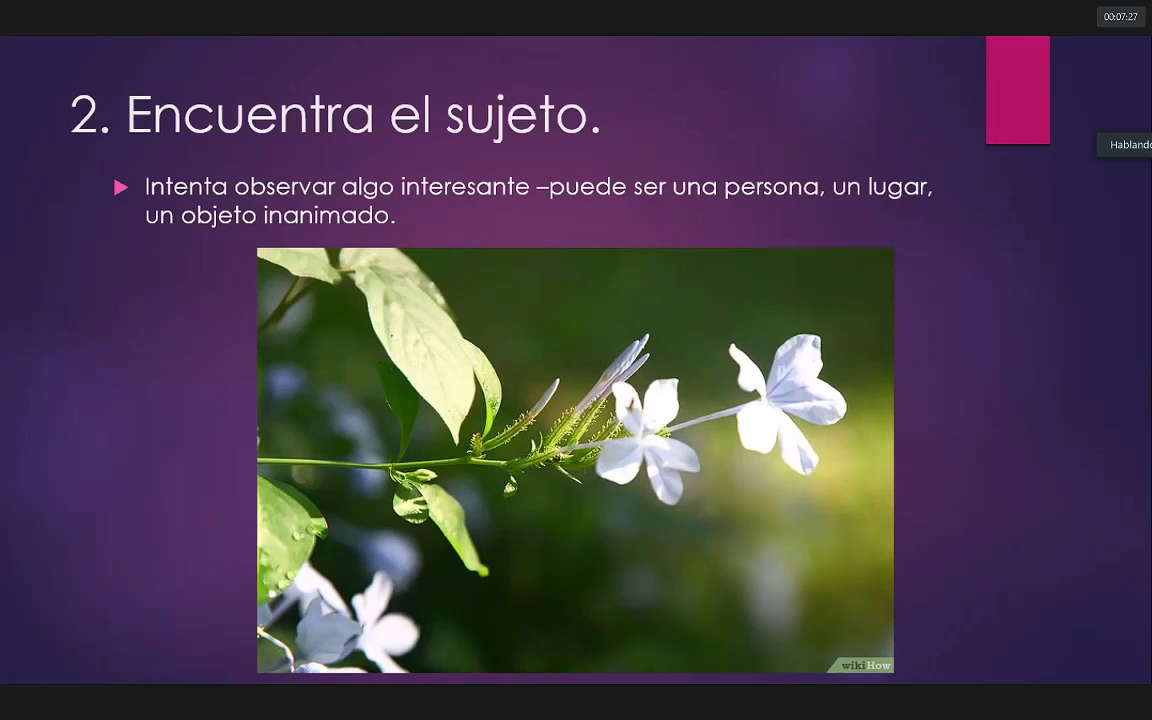 00:07:27
2. Encuentra el sujeto.
Hablando
Intenta observar algo interesante –puede ser una persona, un lugar,
un objeto inanimado.
wikiHow